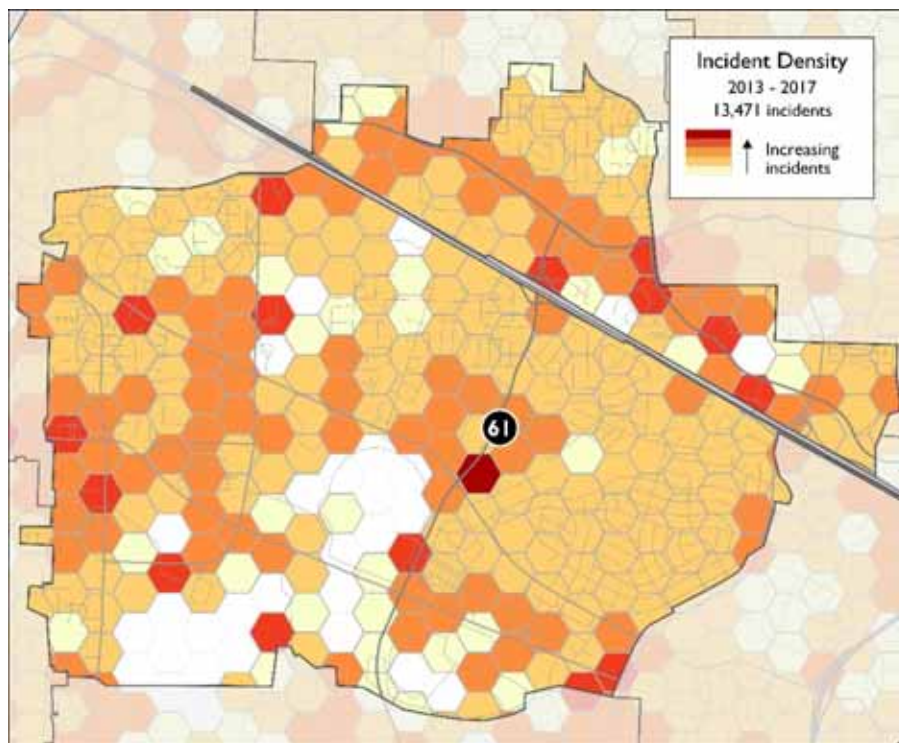 Incident Density
2013 - 2017
13,471 incidents
Increasing
incidents
61